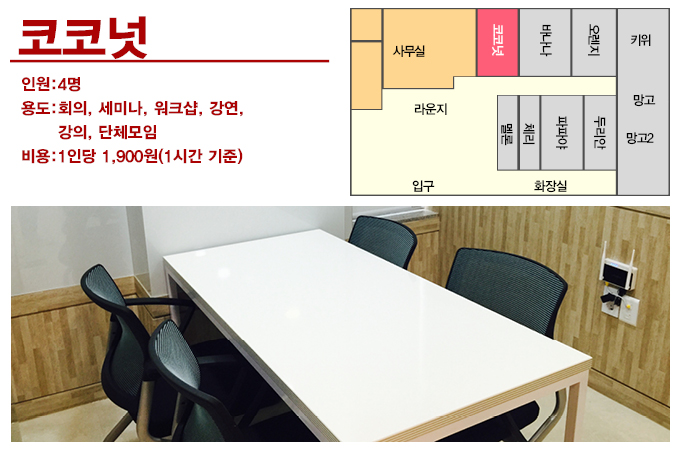 코코넛
인원:4명
용도:회의, 세미나, 워크샵, 강연,
강의, 단체모임
비용:1인당 1,900원(1시간 기준)
사무실
코코넛
바나나
오렌지
키위
라운지
멜론
체리
파파야
두리안
망고
망고2
입구
화장실